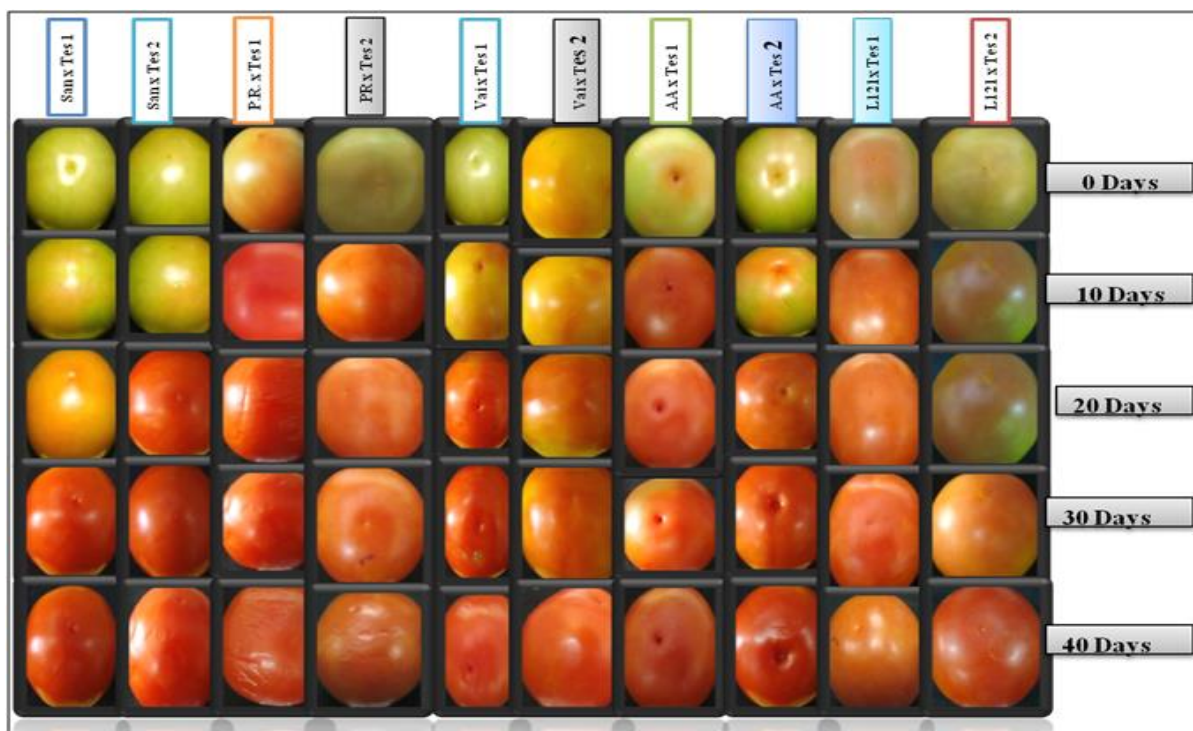 San x Tes 1
San x Tes 2
P.R. x Tes 1
PR x Tes 2
Vai x Tes 1
Vai x Tes 2
AA x Tes 1
AA x Tes 2
L121x Tes 1
L121 x Tes 2
0 Days
10 Days
20 Days
30 Days
40 Days